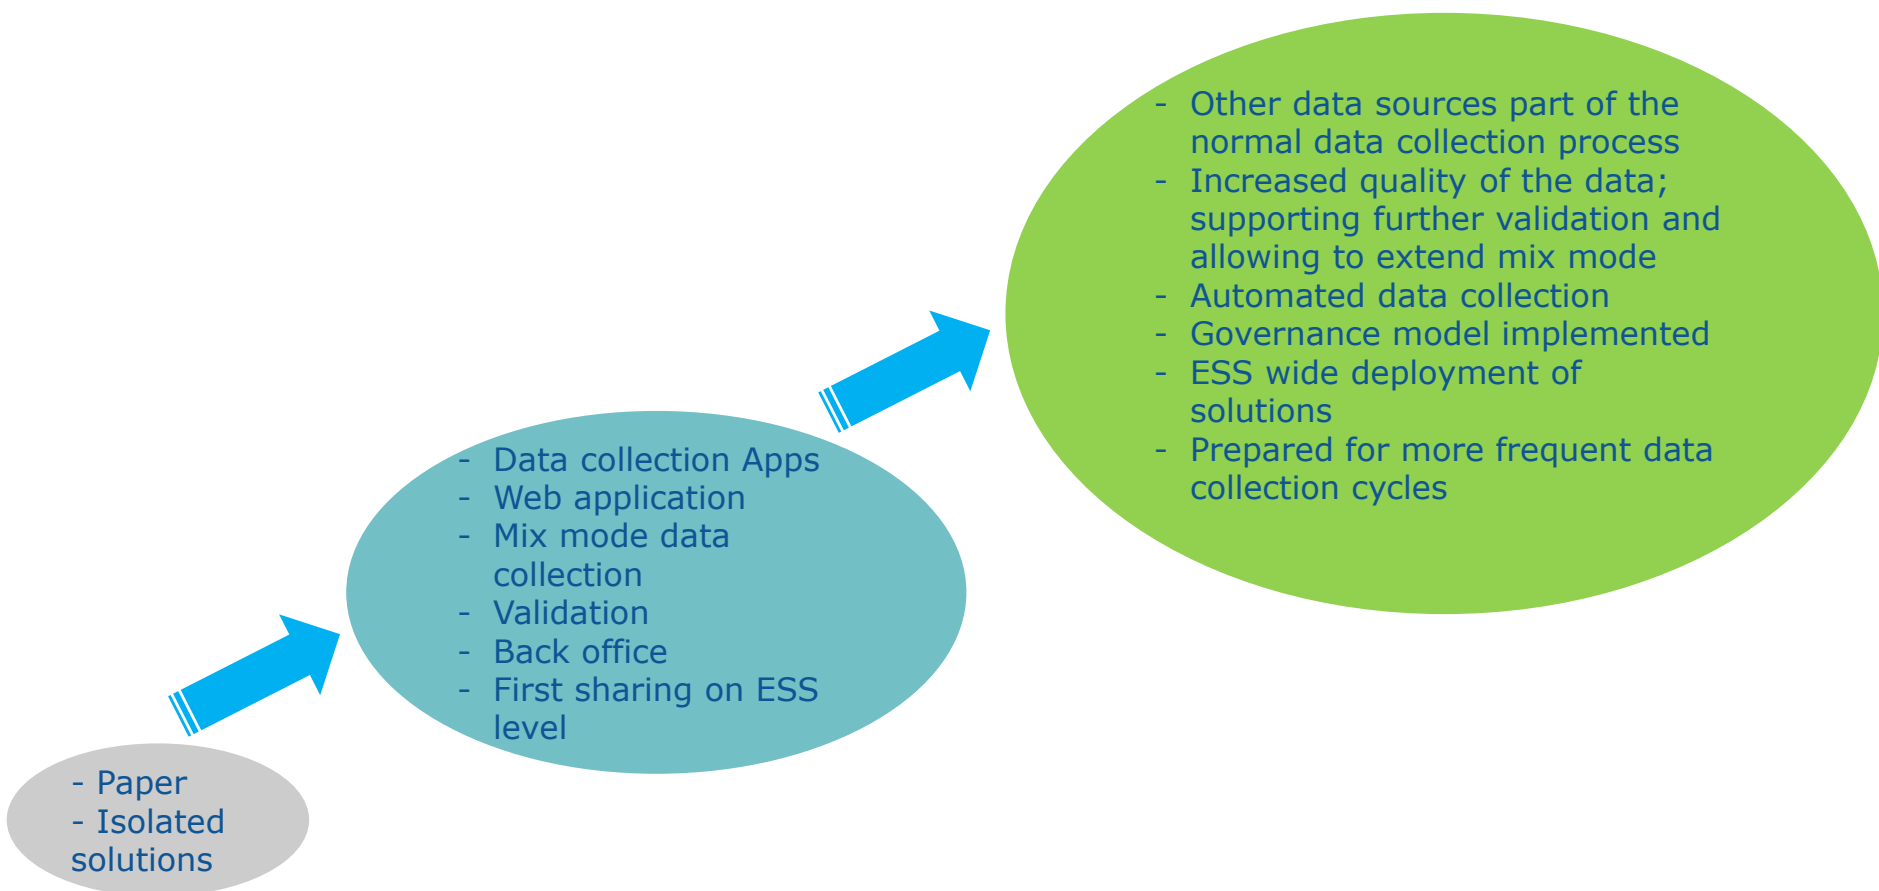 - Other data sources part of the
normal data collection process
- Increased quality of the data;
supporting further validation and
allowing to extend mix mode
- Automated data collection
- Governance model implemented
- ESS wide deployment of
solutions
- Prepared for more frequent data
collection cycles
- Data collection Apps
- Web application
- Mix mode data
collection
- Validation
- Back office
- First sharing on ESS
level
- Paper
- Isolated
solutions